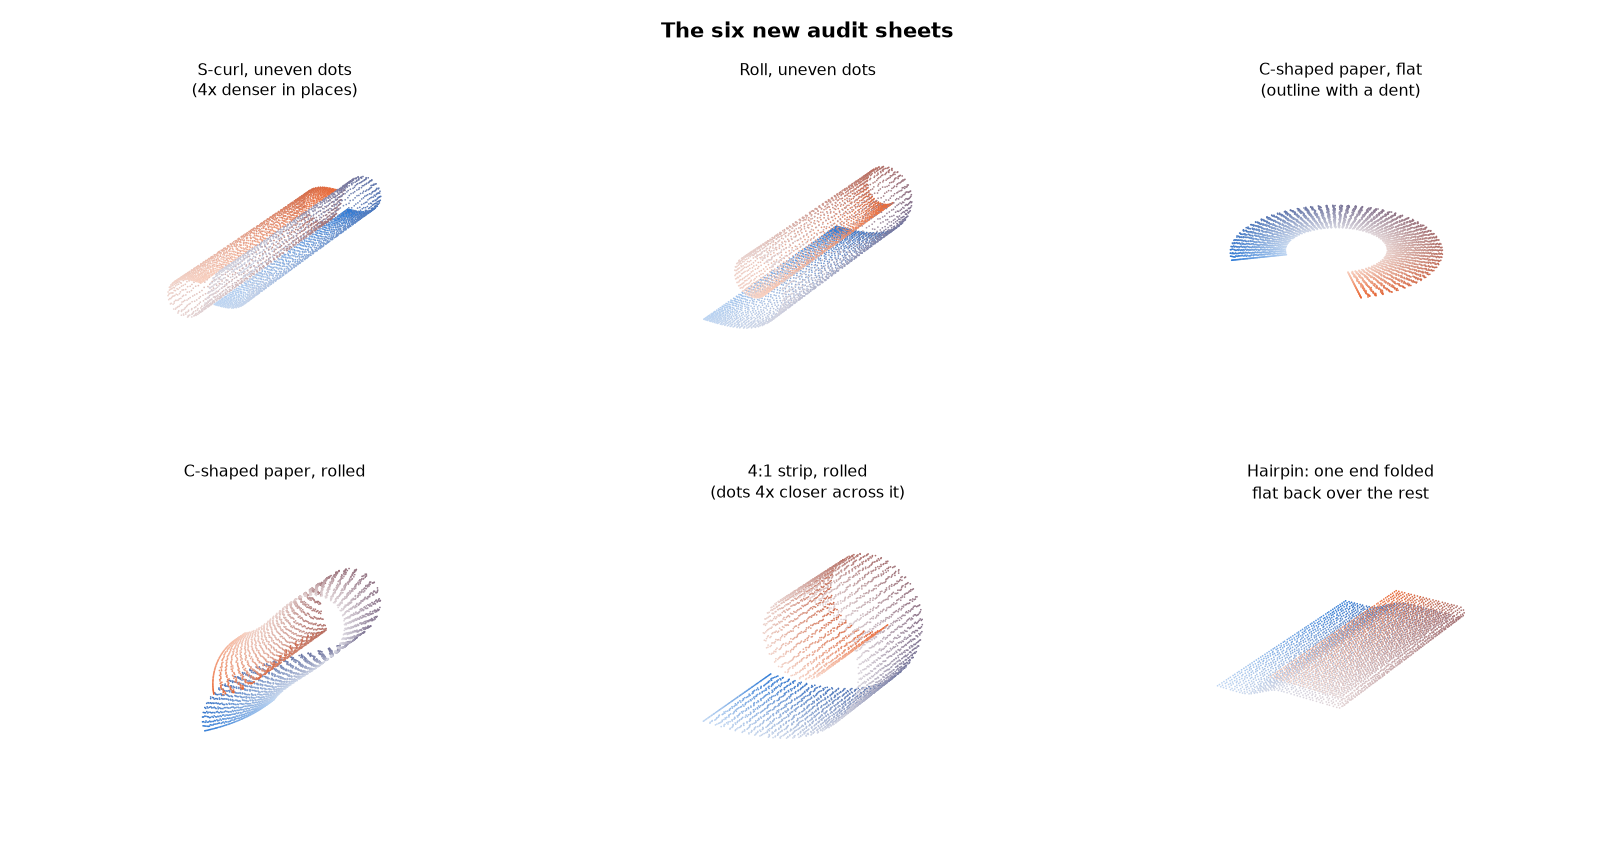 The six new audit sheets
S-curl, uneven dots
(4x denser in places)
Roll, uneven dots
C-shaped paper, flat
(outline with a dent)
C-shaped paper, rolled
4:1 strip, rolled
(dots 4x closer across it)
Hairpin: one end folded
flat back over the rest